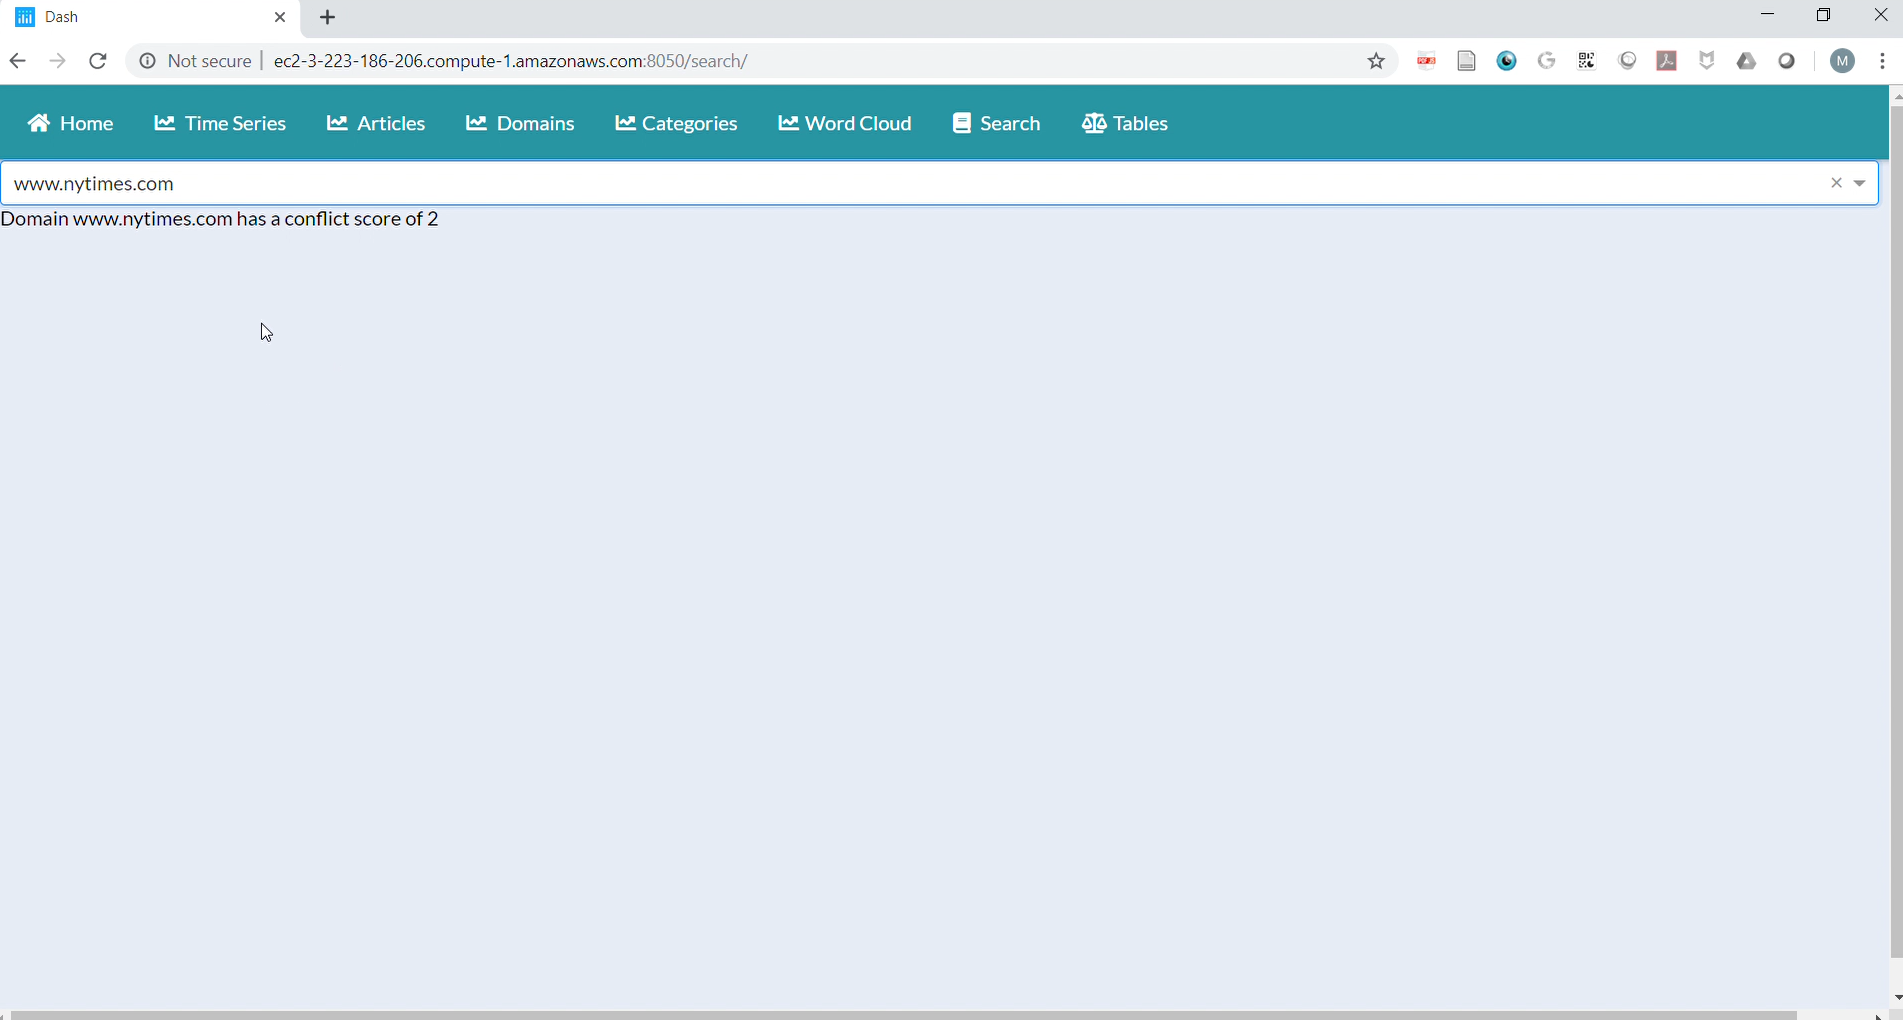 Dash
Not secure ec2-3-223-186-206.compute-1.amazonaws.com:8050/search/
M
Home Time Series Articles Domains Categories Word Cloud Search Tables
www.nytimes.com
Domain www.nytimes.com has a conflict score of 2